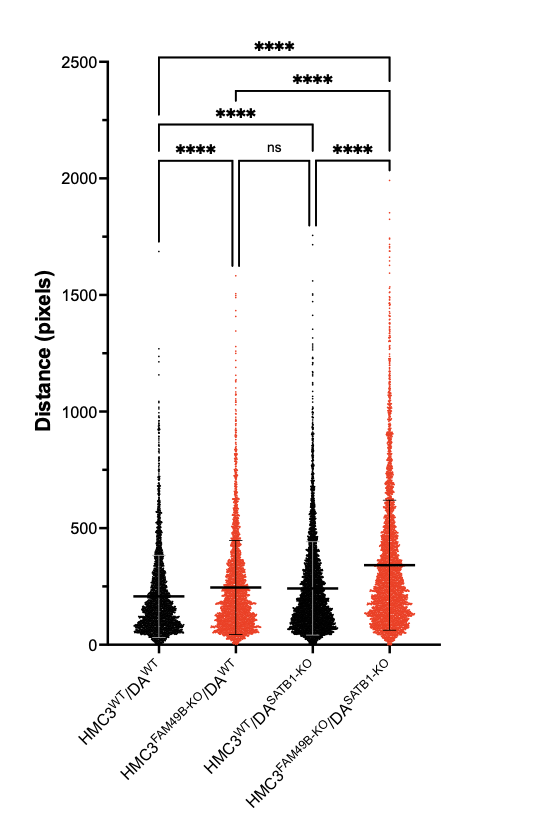 ****
****
****
**** ns ****
2500
2000
1500
1000
500
0
Distance (pixels)
HMC3WT/DAWT
HMC3FAM49B-KO/DAWT
HMC3WT/DASATB1-KO
HMC3FAM49B-KO/DASATB1-KO